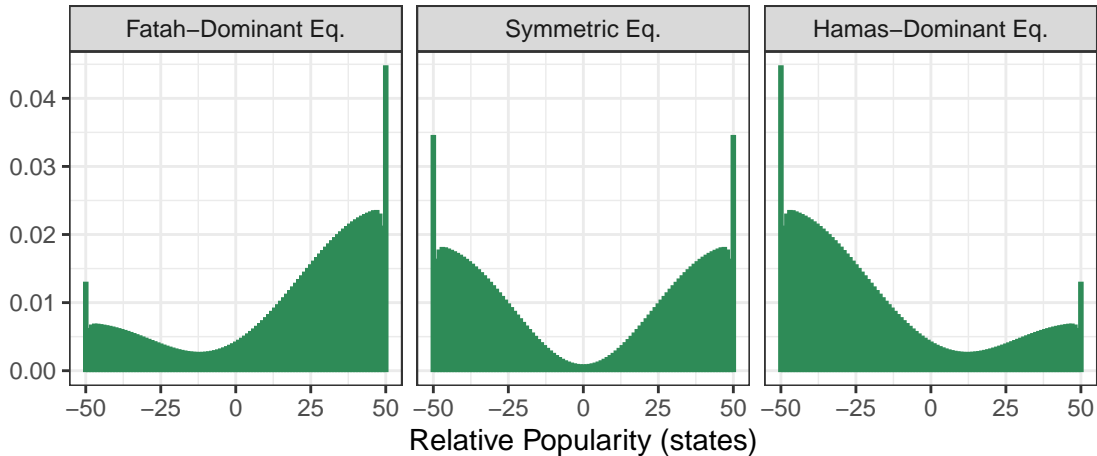 Fatah−Dominant Eq. Symmetric Eq. Hamas−Dominant Eq.
0.04
0.03
0.02
0.01
0.00
−50 −25 0 25 50 −50 −25 0 25 50 −50 −25 0 25 50
Relative Popularity (states)